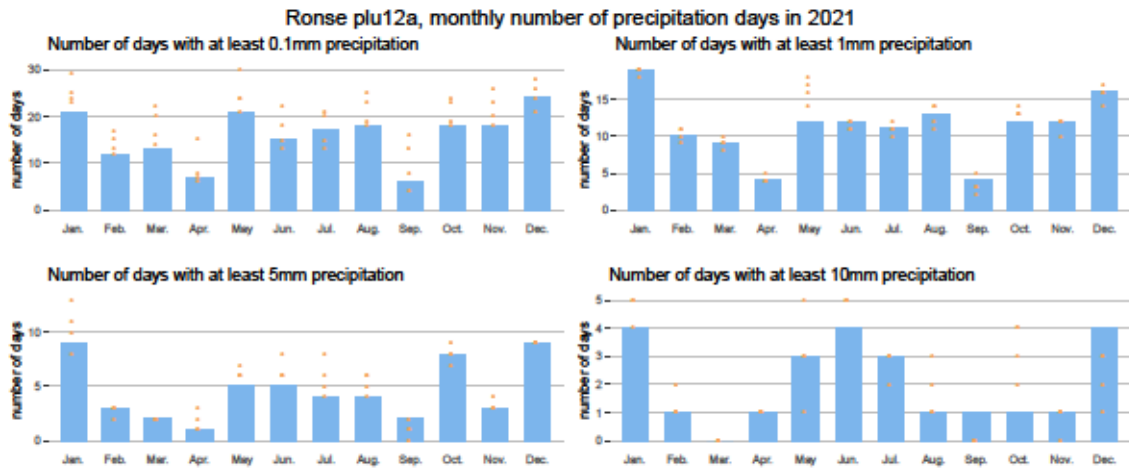 Ronse plu12a, monthly number of precipitation days in 2021
Number of days with at least 0.1mm precipitation
number of days
30
20
10
0
Jan. Feb. Mar. Apr. May Jun. Jul. Aug. Sep. Oct. Nov. Dec.
Number of days with at least 1mm precipitation
number of days
15
10
5
0
Jan. Feb. Mar. Apr. May Jun. Jul. Aug. Sep. Oct. Nov. Dec.
Number of days with at least 5mm precipitation
number of days
10
5
0
Jan. Feb. Mar. Apr. May Jun. Jul. Aug. Sep. Oct. Nov. Dec.
Number of days with at least 10mm precipitation
number of days
5
4
3
2
1
0
Jan. Feb. Mar. Apr. May Jun. Jul. Aug. Sep. Oct. Nov. Dec.